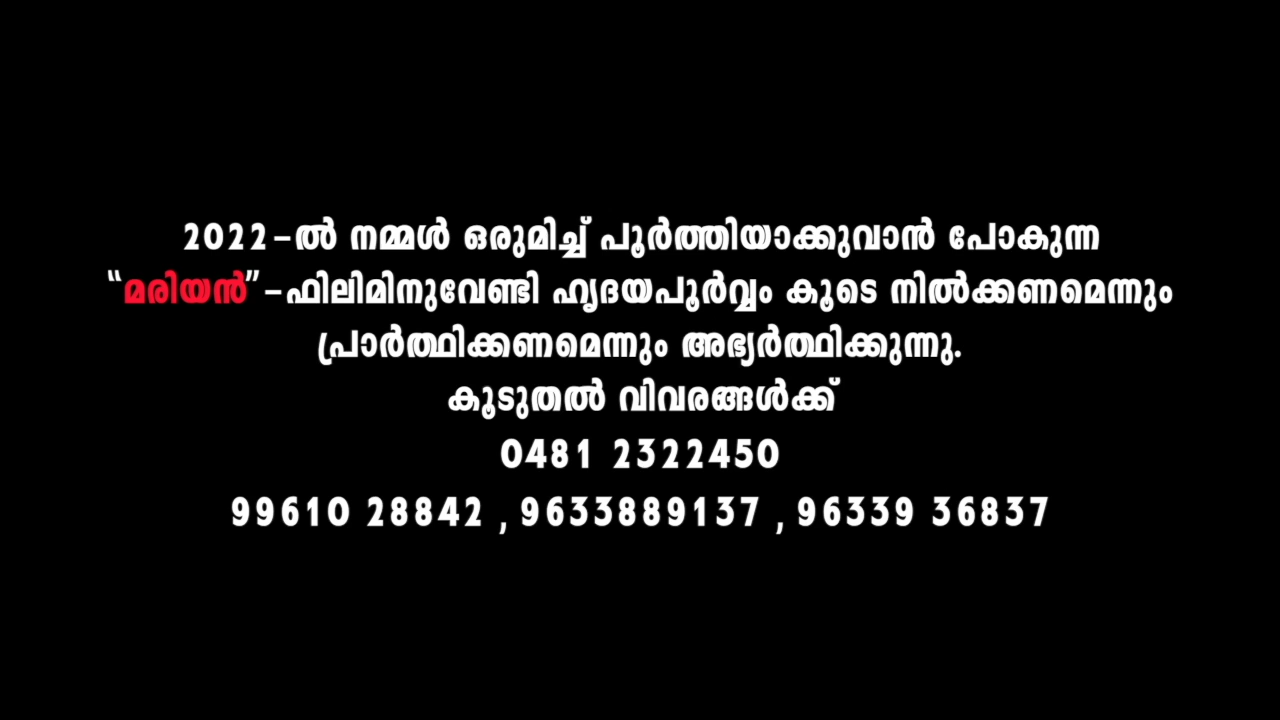 2022-ൽ നമ്മൾ ഒരുമിച്ച് പൂർത്തിയാക്കുവാൻ പോകുന്ന
“മരിയൻ”-ഫിലിമിനുവേണ്ടി ഹൃദയപൂർവ്വം കൂടെ നിൽക്കണമെന്നും
പ്രാർത്ഥിക്കണമെന്നും അഭ്യർത്ഥിക്കുന്നു.
കൂടുതൽ വിവരങ്ങൾക്ക്
0481 2322450
99610 28842 , 9633889137 , 96339 36837